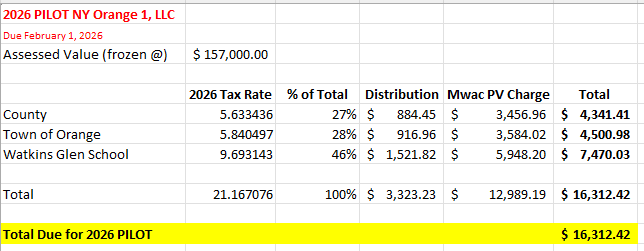 2026 PILOT NY Orange 1, LLC
Due February 1, 2026
Assessed Value (frozen @) $ 157,000.00
2026 Tax Rate % of Total Distribution Mwac PV Charge Total
County 5.633436 27% $ 884.45 $ 3,456.96 $ 4,341.41
Town of Orange 5.840497 28% $ 916.96 $ 3,584.02 $ 4,500.98
Watkins Glen School 9.693143 46% $ 1,521.82 $ 5,948.20 $ 7,470.03
Total 21.167076 100% $ 3,323.23 $ 12,989.19 $ 16,312.42
Total Due for 2026 PILOT $ 16,312.42